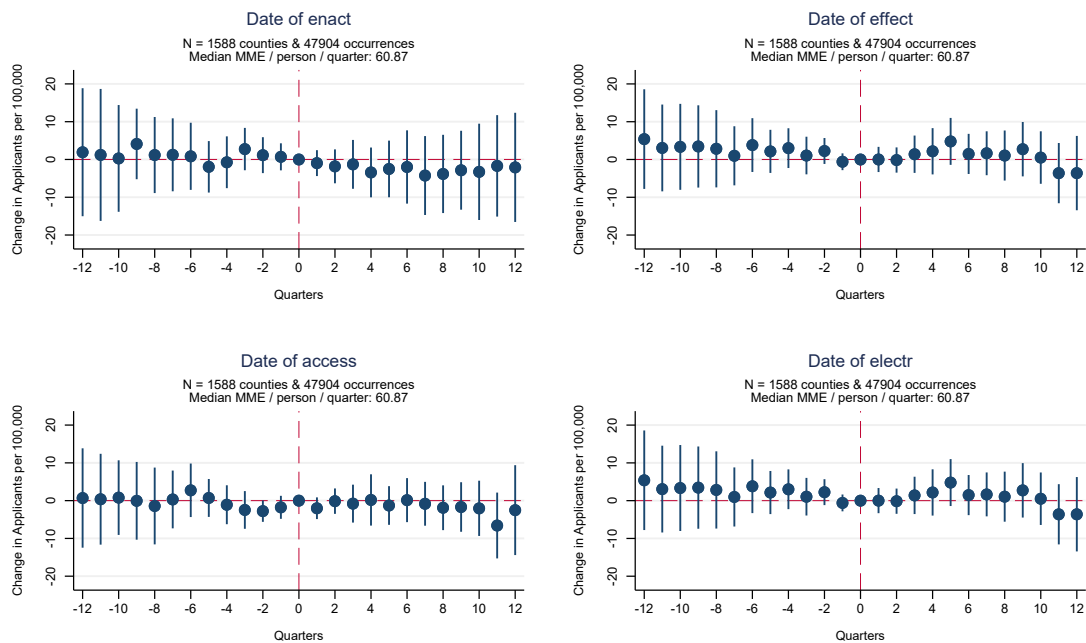 Date of enact
N = 1588 counties & 47904 occurrences
Median MME / person / quarter: 60.87
Change in Applicants per 100,000
20
10
0
-10
-20
-12 -10 -8 -6 -4 -2 0 2 4 6 8 10 12
Quarters
Date of effect
N = 1588 counties & 47904 occurrences
Median MME / person / quarter: 60.87
Change in Applicants per 100,000
20
10
0
-10
-20
-12 -10 -8 -6 -4 -2 0 2 4 6 8 10 12
Quarters
Date of access
N = 1588 counties & 47904 occurrences
Median MME / person / quarter: 60.87
Change in Applicants per 100,000
20
10
0
-10
-20
-12 -10 -8 -6 -4 -2 0 2 4 6 8 10 12
Quarters
Date of electr
N = 1588 counties & 47904 occurrences
Median MME / person / quarter: 60.87
Change in Applicants per 100,000
20
10
0
-10
-20
-12 -10 -8 -6 -4 -2 0 2 4 6 8 10 12
Quarters